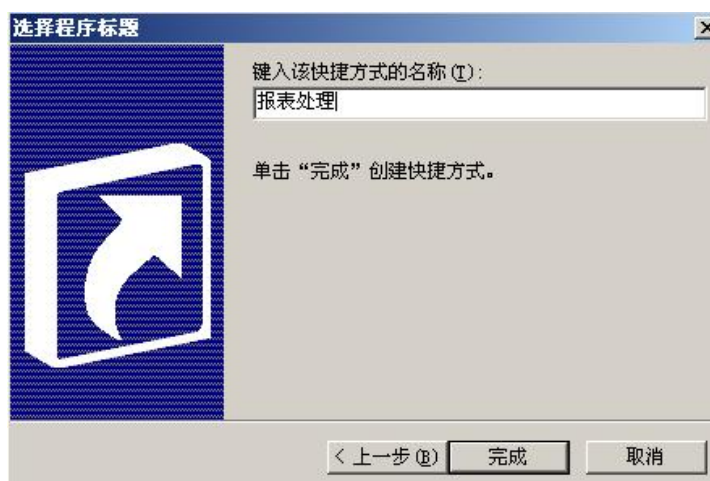 选择程序标题
键入该快捷方式的名称(T):
报表处理
单击“完成”创建快捷方式。
< 上一步(B) 完成 取消